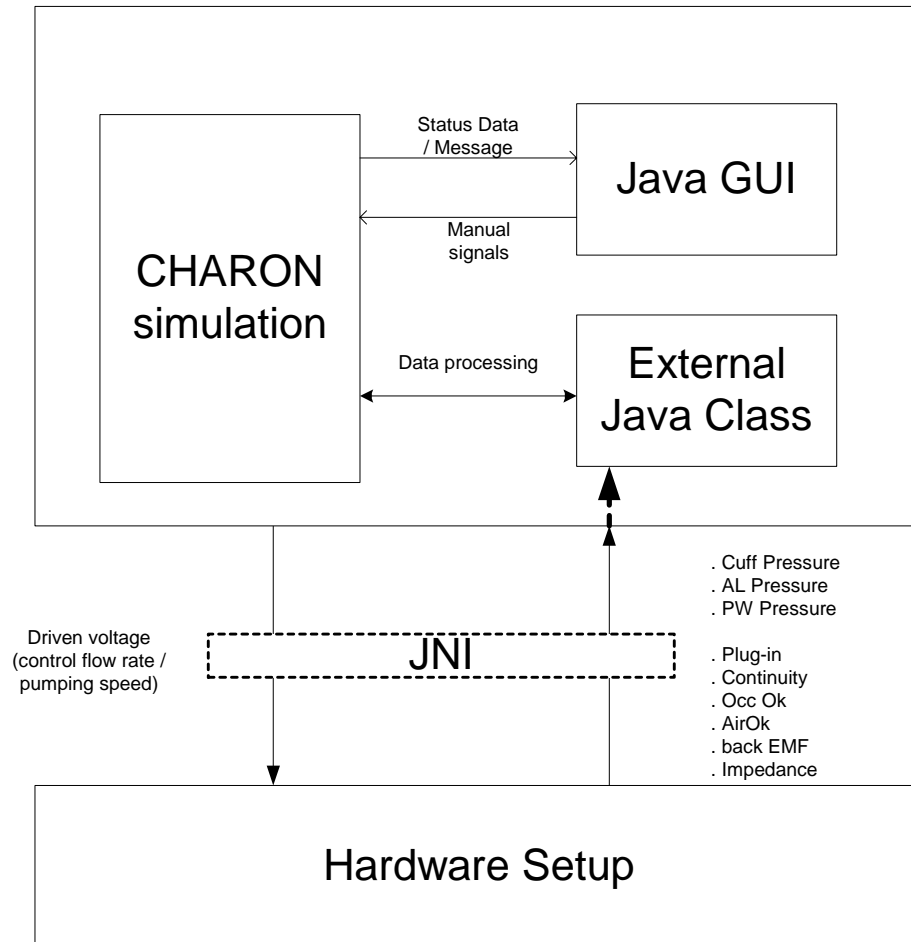 Status Data
/ Message
Java GUI
Manual
signals
CHARON
simulation
Data processing
External
Java Class
. Cuff Pressure
. AL Pressure
. PW Pressure
Driven voltage
(control flow rate /
pumping speed)
JNI
. Plug-in
. Continuity
. Occ Ok
. AirOk
. back EMF
. Impedance
Hardware Setup